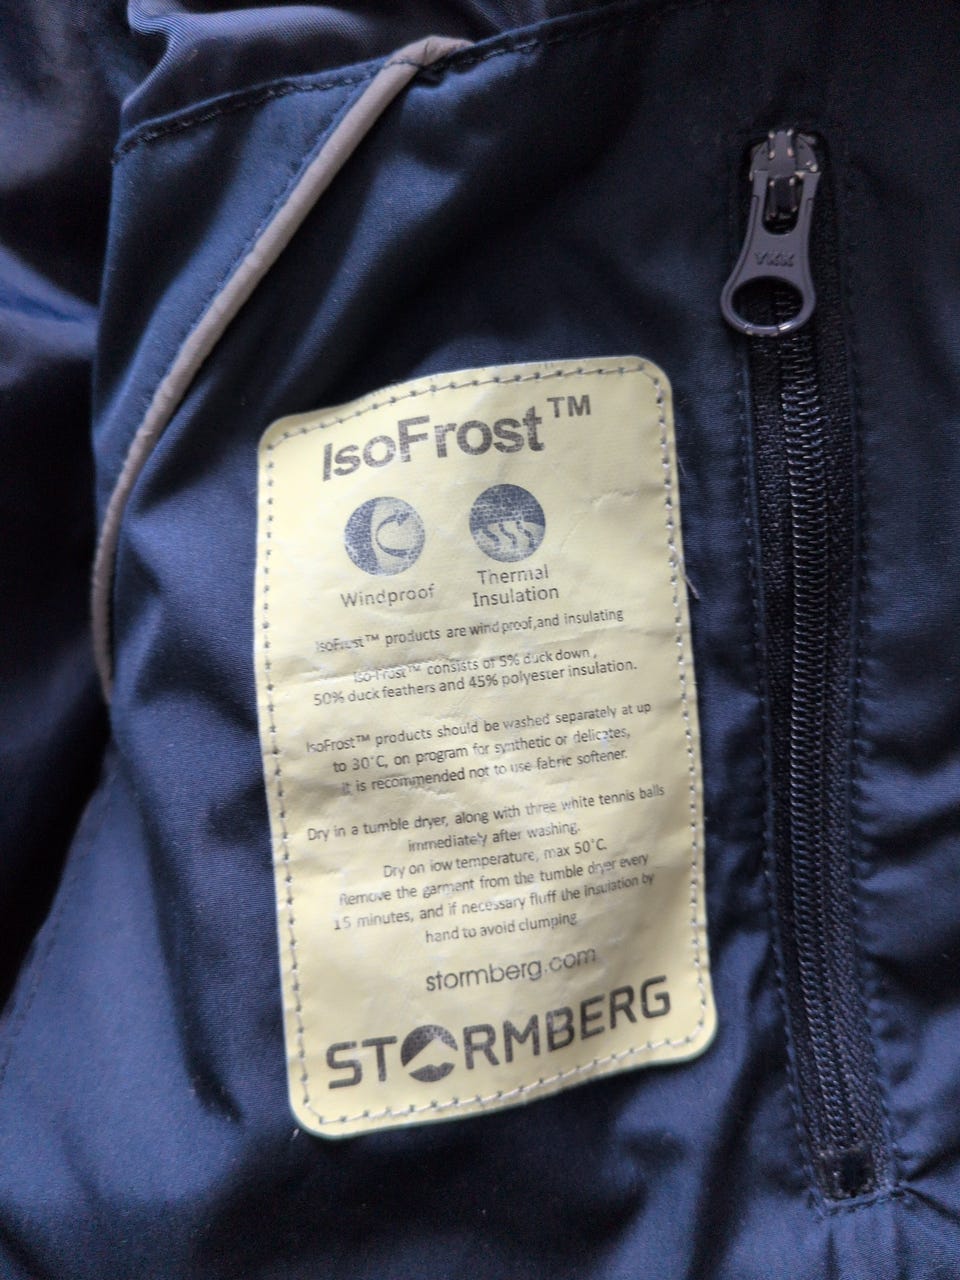 YKK
IsoFrost™
Windproof
Thermal
Insulation
IsoFrost™ products are windproof,and insulating
Iso-Frost™ consists of 5% duck down ,
50% duck feathers and 45% polyester insulation.
IsoFrost™ products should be washed separately at up
to 30°C, on program for synthetic or delicates,
it is recommended not to use fabric softener.
Dry in a tumble dryer, along with three white tennis balls
immediately after washing.
Dry on low temperature, max 50°C.
Remove the garment from the tumble dryer every
15 minutes, and if necessary fluff the insulation by
hand to avoid clumping
stormberg.com
STORMBERG